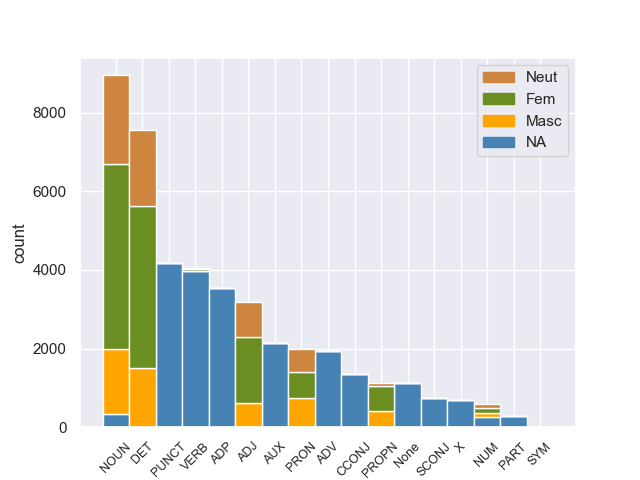 Neut
Fem
Masc
NA
8000
6000
4000
2000
0
count
NOUN
DET
PUNCT
VERB
ADP
ADJ
AUX
PRON
ADV
CCONJ
PROPN
None
SCONJ
X
NUM
PART
SYM